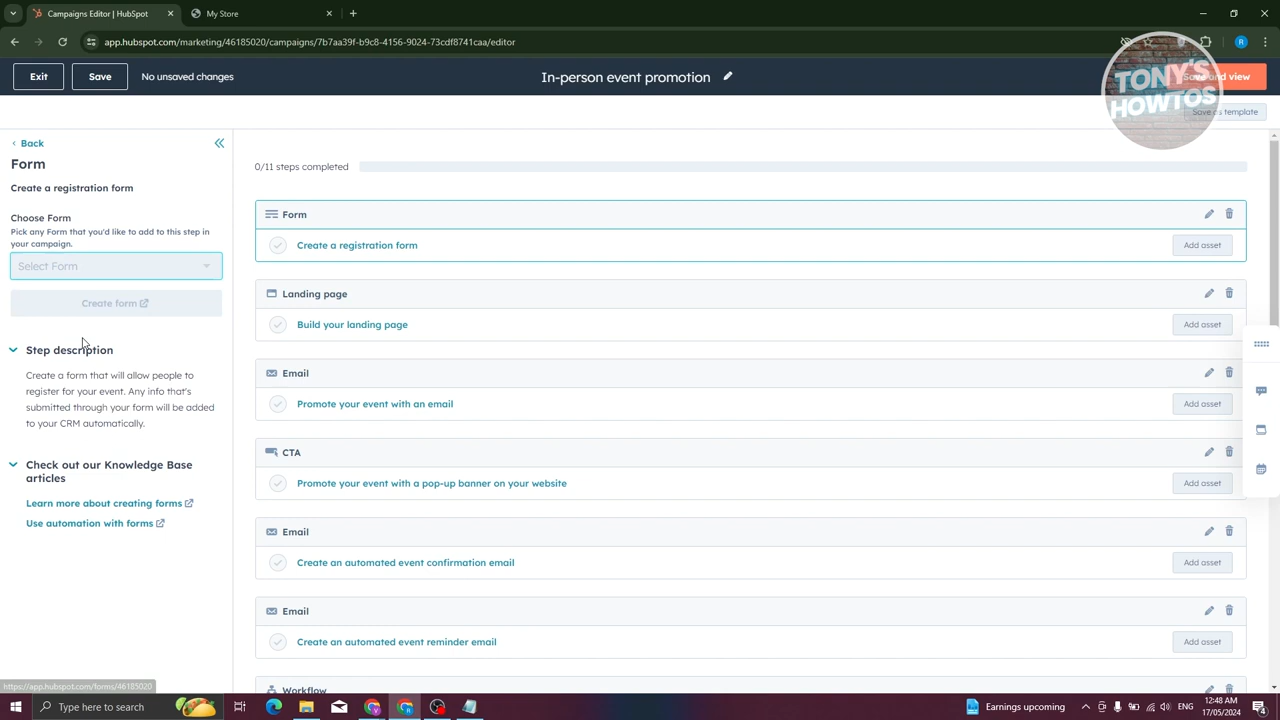 Campaigns Editor | HubSpot
My Store
app.hubspot.com/marketing/46185020/campaigns/7b7aa39f-b9c8-4156-9024-73cdf8741caa/editor
R
Exit
Save
No unsaved changes
In-person event promotion
Save and view
TONY'S
HOWTOS
Save as template
Back
Form
Create a registration form
Choose Form
Pick any Form that you'd like to add to this step in
your campaign.
Select Form
Create form
Step description
Create a form that will allow people to
register for your event. Any info that's
submitted through your form will be added
to your CRM automatically.
Check out our Knowledge Base
articles
Learn more about creating forms
Use automation with forms
0/11 steps completed
Form
Create a registration form
Add asset
Landing page
Build your landing page
Add asset
Email
Promote your event with an email
Add asset
CTA
Promote your event with a pop-up banner on your website
Add asset
Email
Create an automated event confirmation email
Add asset
Email
Create an automated event reminder email
Add asset
Workflow
https://app.hubspot.com/forms/46185020
Type here to search
Earnings upcoming
ENG
12:48 AM
17/05/2024
4